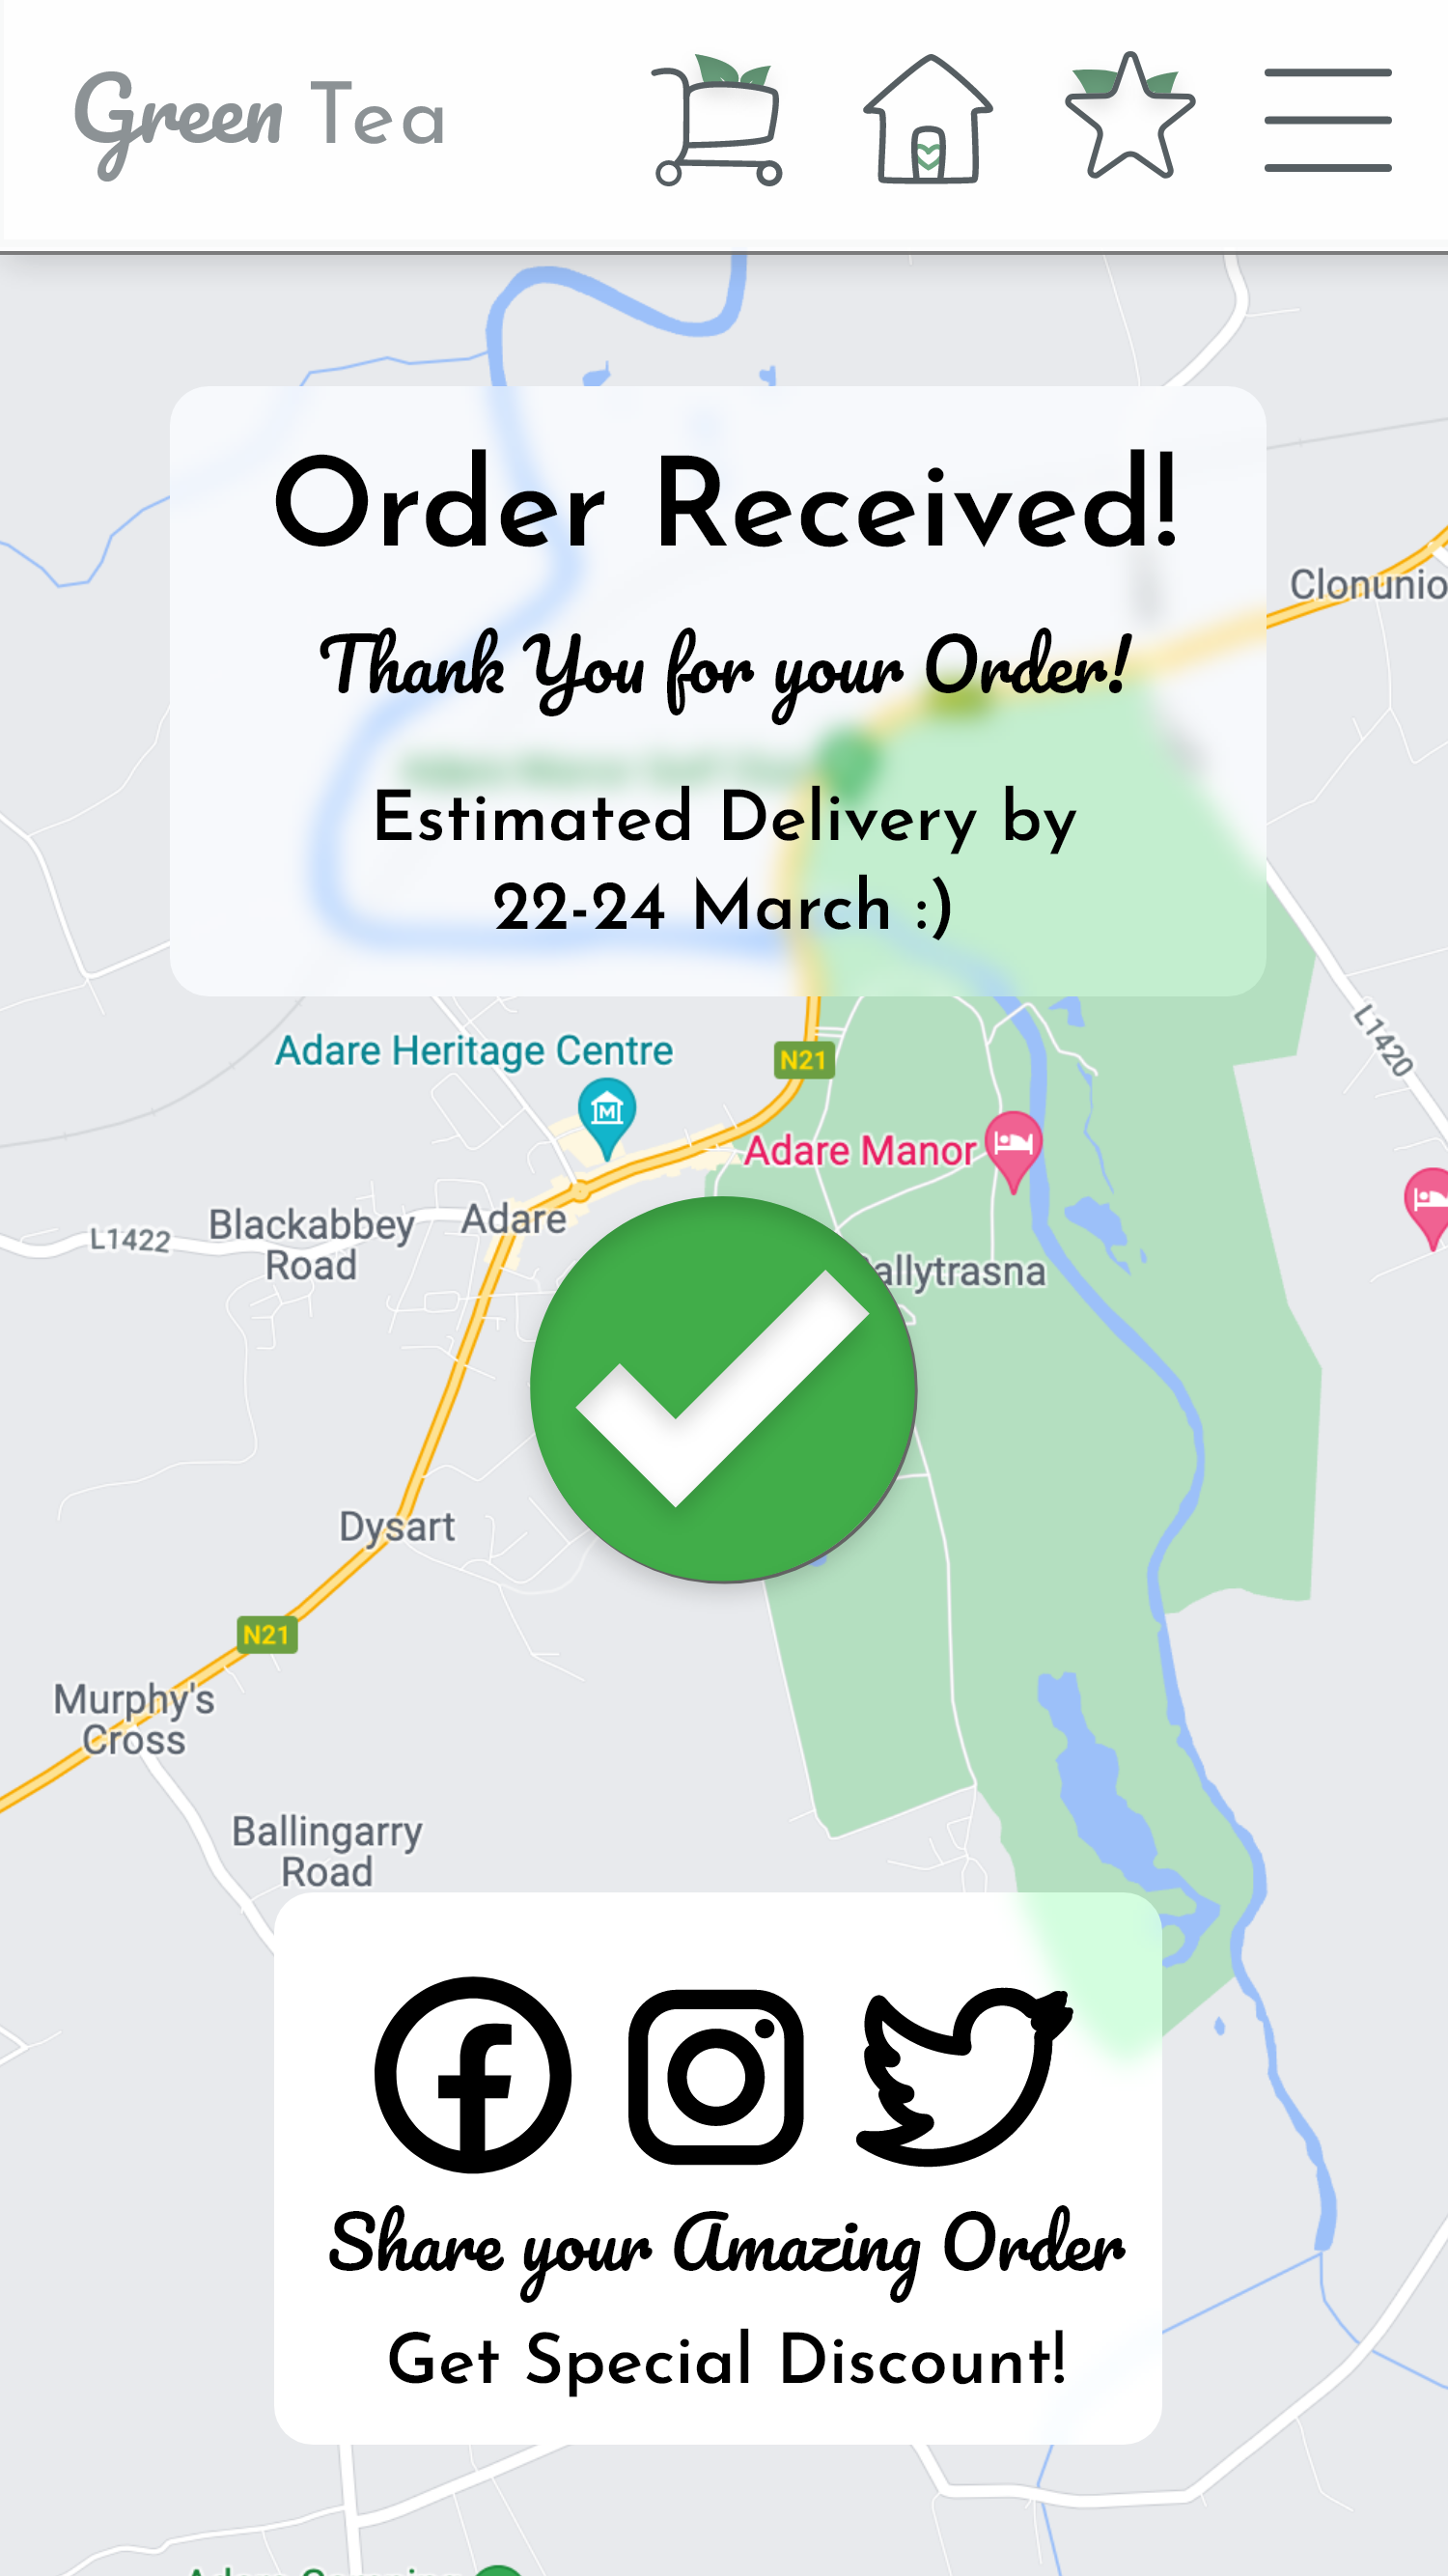 Green Tea
Order Received!
Thank You for your Order!
Estimated Delivery by
22-24 March :)
Clonunio
L1420
Adare Heritage Centre
N21
Adare Manor
Blackabbey
Road
L1422
Adare
allytrasna
Dysart
N21
Murphy's
Cross
Ballingarry
Road
Share your Amazing Order
Get Special Discount!